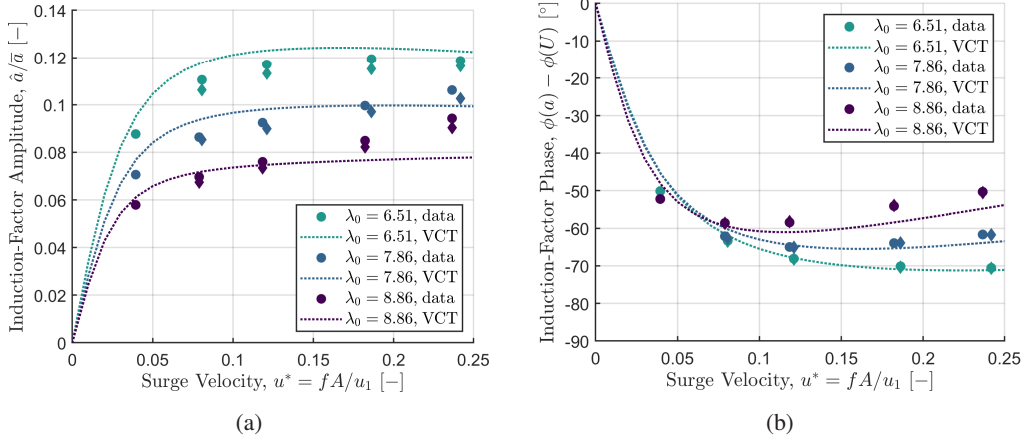 0.14
0.12
0.1
0.08
0.06
0.04
0.02
0
0
0.05
0.1
0.15
0.2
0.25
Induction-Factor Amplitude, â/ā [−]
Surge Velocity, u* = fA/u₁ [−]
λ₀ = 6.51, data
λ₀ = 6.51, VCT
λ₀ = 7.86, data
λ₀ = 7.86, VCT
λ₀ = 8.86, data
λ₀ = 8.86, VCT
(a)
0
-10
-20
-30
-40
-50
-60
-70
-80
-90
0
0.05
0.1
0.15
0.2
0.25
Induction-Factor Phase, ϕ(a) − ϕ(U) [°]
Surge Velocity, u* = fA/u₁ [−]
λ₀ = 6.51, data
λ₀ = 6.51, VCT
λ₀ = 7.86, data
λ₀ = 7.86, VCT
λ₀ = 8.86, data
λ₀ = 8.86, VCT
(b)